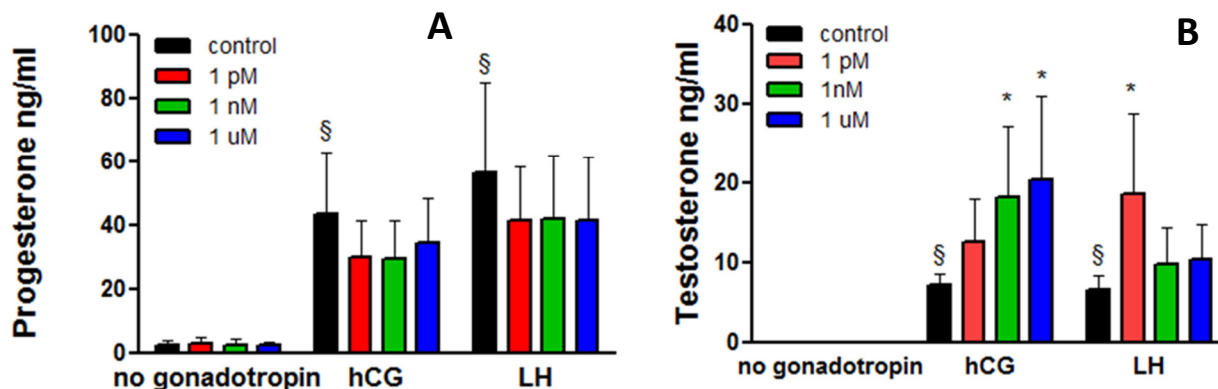 A
Progesterone ng/ml
100
80
60
40
20
0
control
1 pM
1 nM
1 uM
§
§
no gonadotropin
hCG
LH
B
Testosterone ng/ml
40
30
20
10
0
control
1 pM
1nM
1 uM
§
*
*
§
*
no gonadotropin
hCG
LH